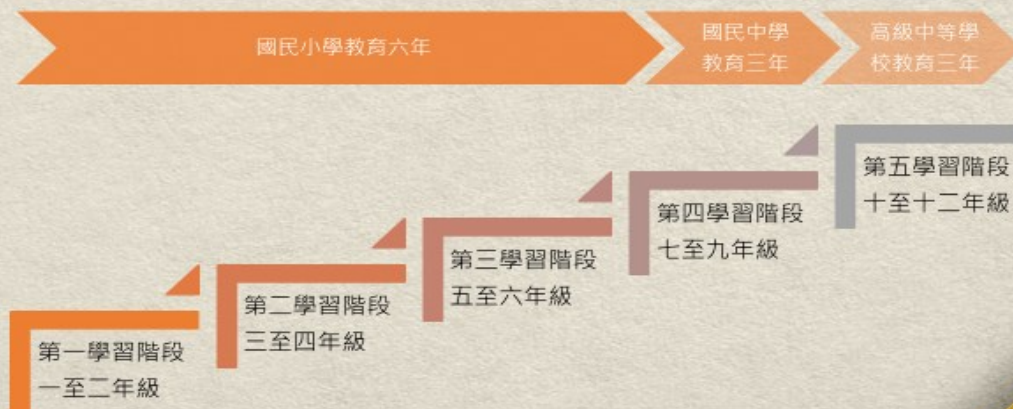 國民小學教育六年
國民中學
教育三年
高級中等學
校教育三年
第一學習階段
一至二年級
第二學習階段
三至四年級
第三學習階段
五至六年級
第四學習階段
七至九年級
第五學習階段
十至十二年級